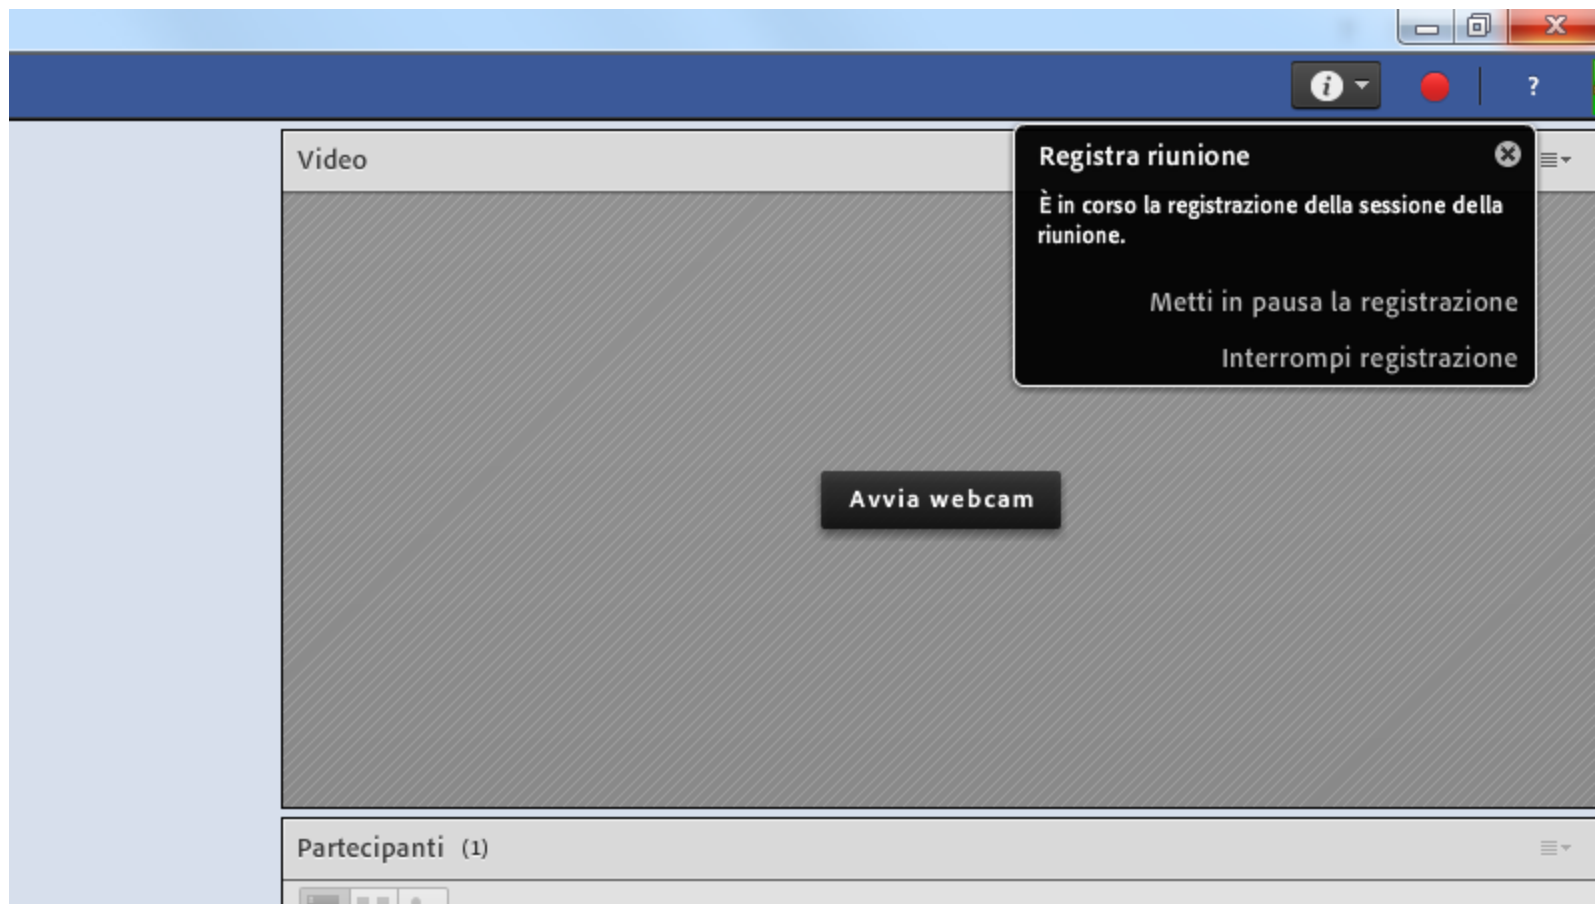 ?
Video
Registra riunione
È in corso la registrazione della sessione della
riunione.
Metti in pausa la registrazione
Interrompi registrazione
Avvia webcam
Partecipanti (1)